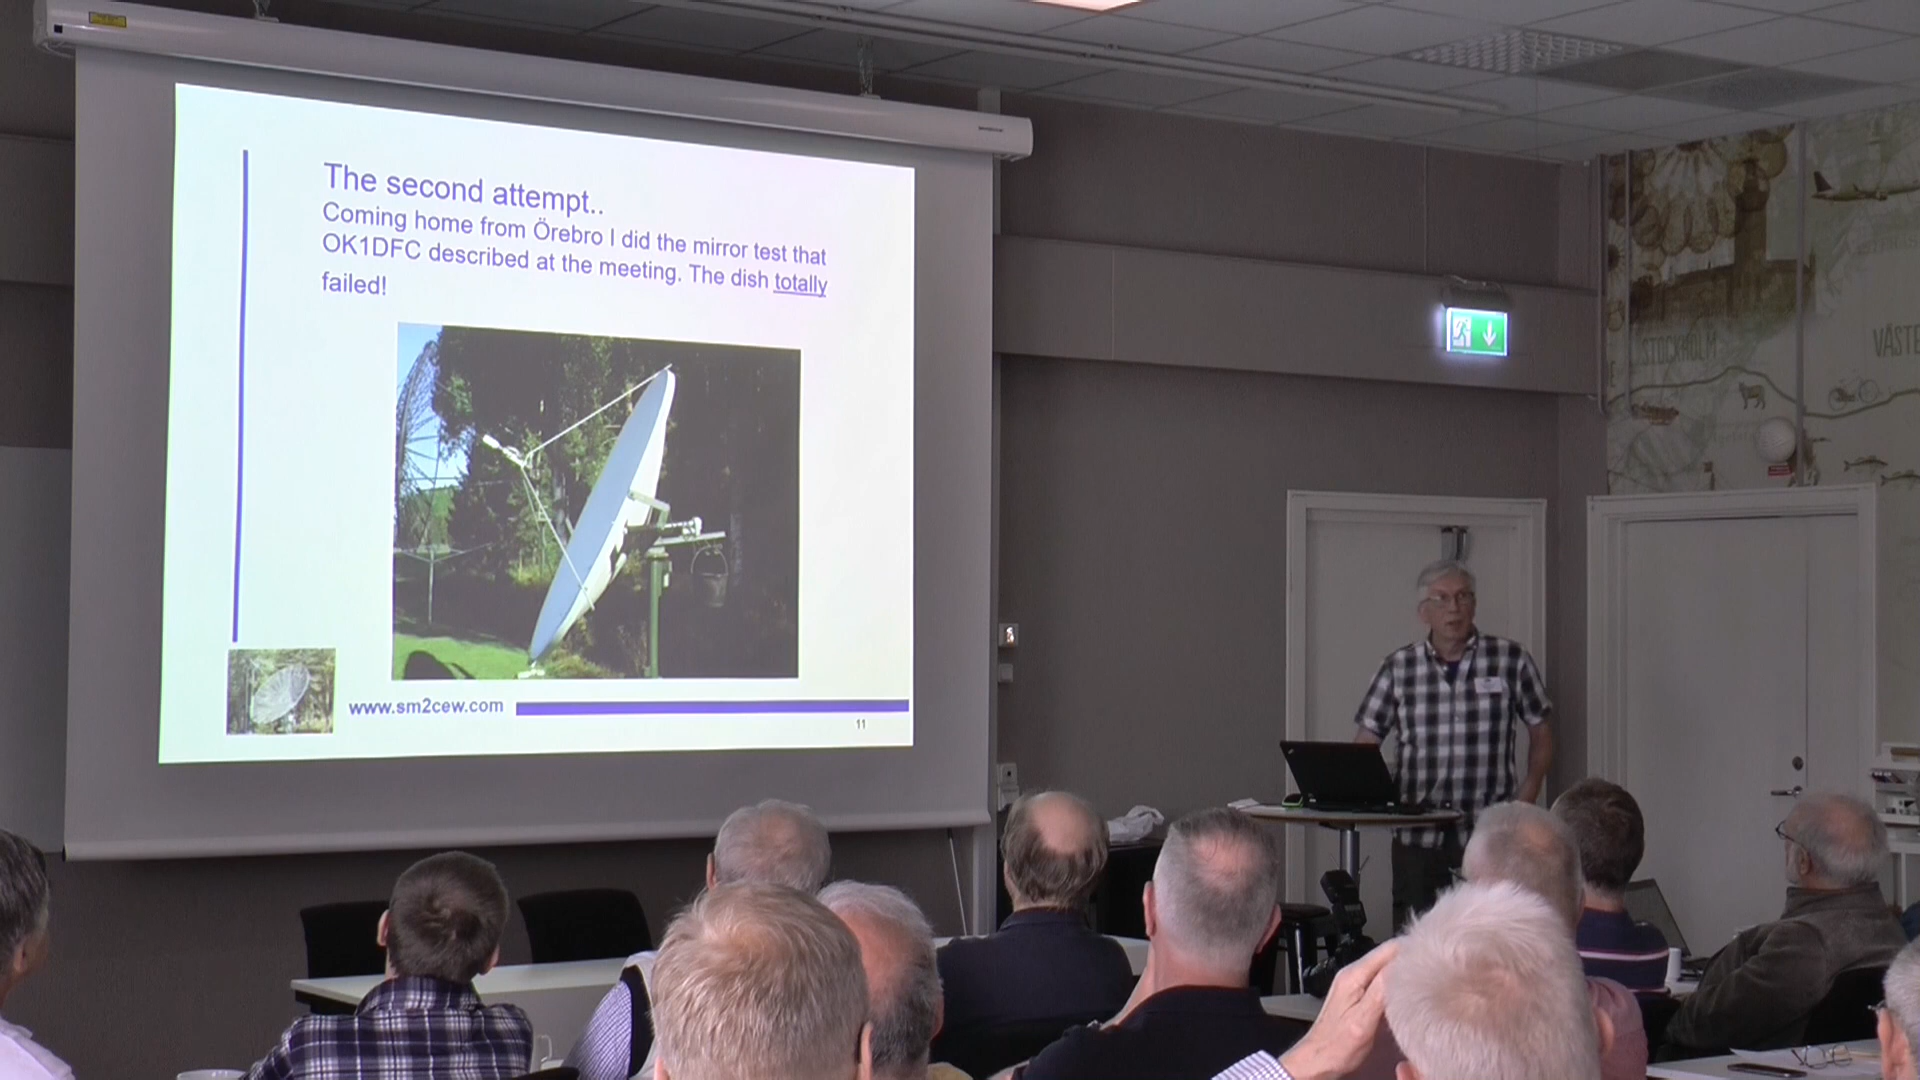 The second attempt..
Coming home from Örebro I did the mirror test that
OK1DFC described at the meeting. The dish totally
failed!
www.sm2cew.com
11
STOCKHOLM